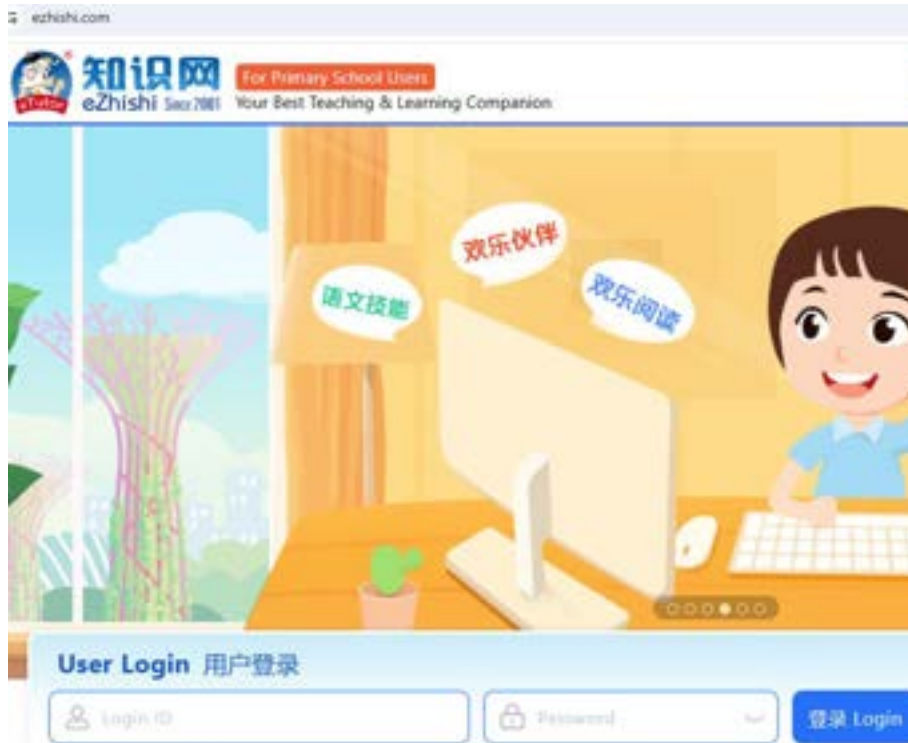 ezhishi.com
知识网
eZhishi Since 2001
eTutor
For Primary School Users
Your Best Teaching & Learning Companion
欢乐伙伴
语文技能
欢乐阅读
User Login 用户登录
Login ID
Password
登录 Login